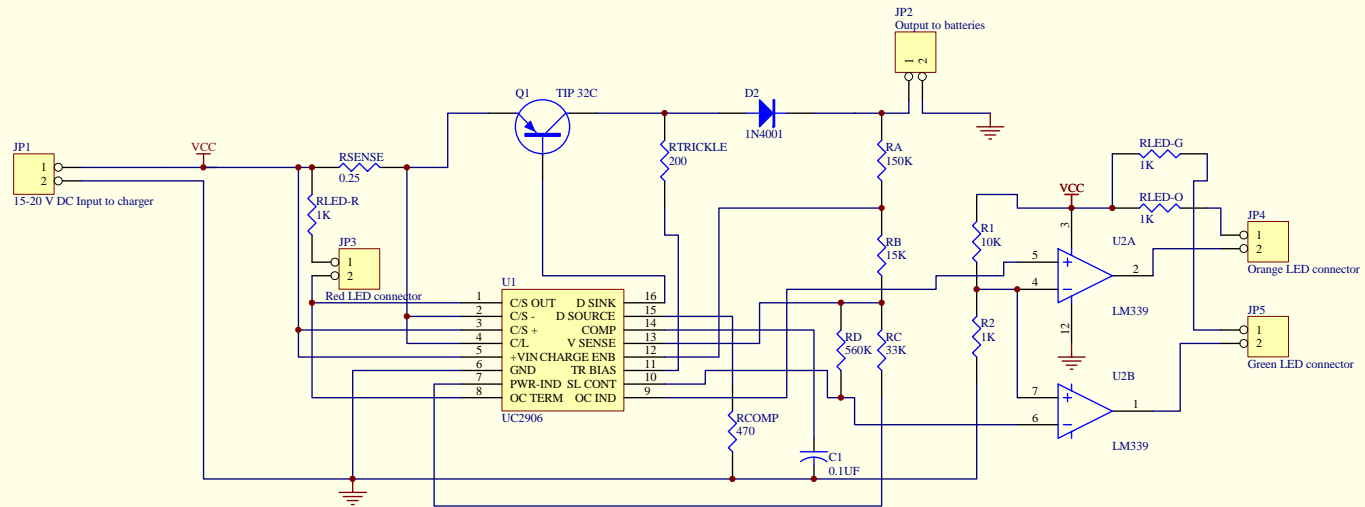 JP2
Output to batteries
1 2
Q1 TIP 32C
D2
1N4001
JP1
1
2
15-20 V DC Input to charger
VCC
RSENSE
0.25
RLED-R
1K
JP3
1
2
Red LED connector
RTRICKLE
200
RA
150K
RB
15K
RC
33K
RD
560K
U1
1 C/S OUT D SINK 16
2 C/S - D SOURCE 15
3 C/S + COMP 14
4 C/L V SENSE 13
5 +VIN CHARGE ENB 12
6 GND TR BIAS 11
7 PWR-IND SL CONT 10
8 OC TERM OC IND 9
UC2906
RCOMP
470
C1
0.1UF
R1
10K
R2
1K
VCC
RLED-G
1K
RLED-O
1K
3
U2A
5
4
2
12
LM339
JP4
1
2
Orange LED connector
JP5
1
2
Green LED connector
U2B
7
6
1
LM339